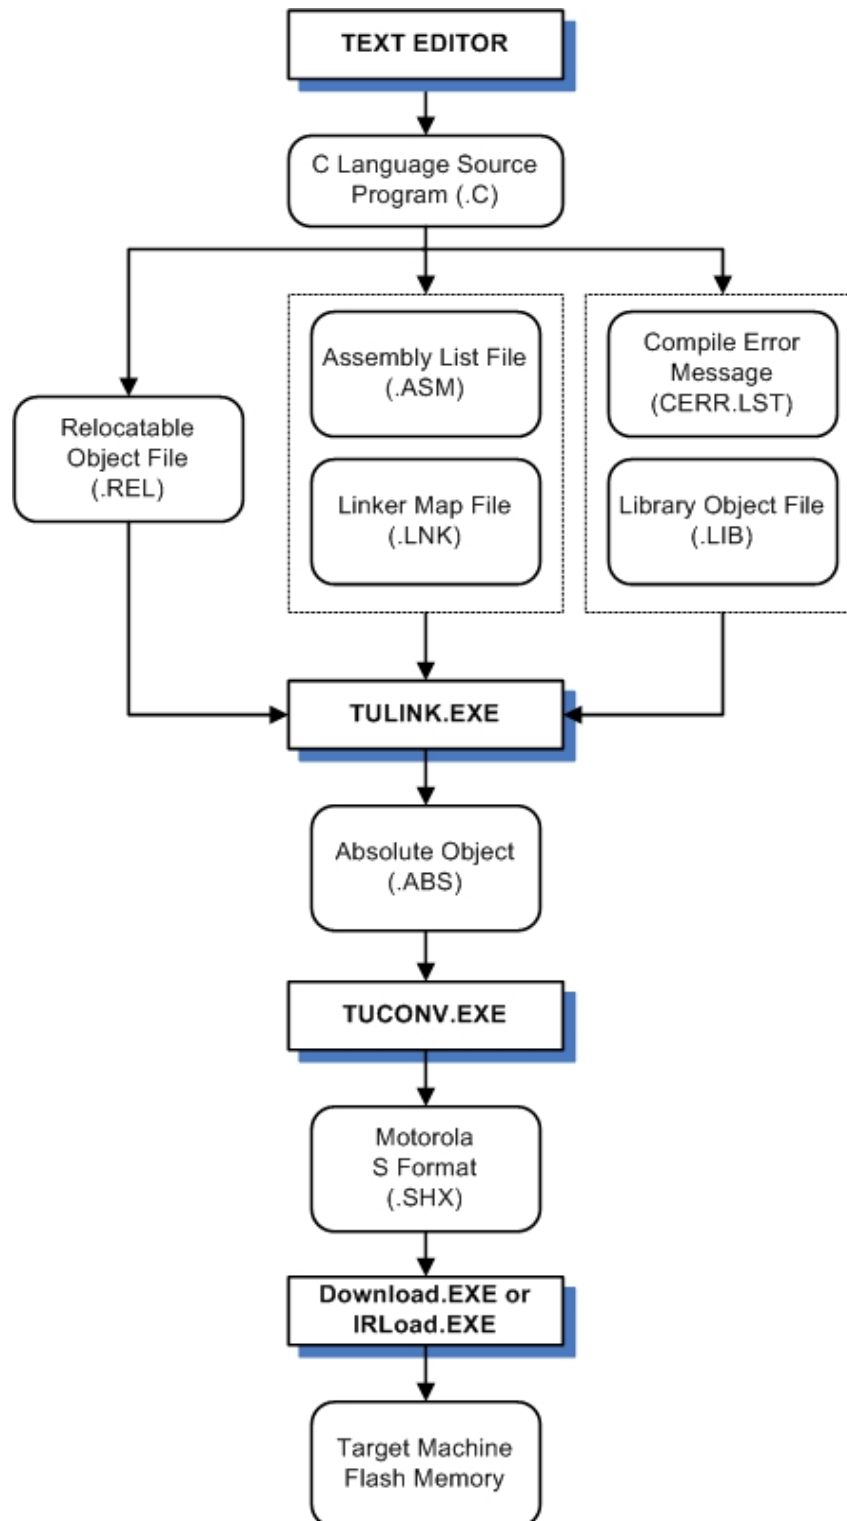 TEXT EDITOR
C Language Source
Program (.C)
Assembly List File
(.ASM)
Compile Error
Message
(CERR.LST)
Relocatable
Object File
(.REL)
Linker Map File
(.LNK)
Library Object File
(.LIB)
TULINK.EXE
Absolute Object
(.ABS)
TUCONV.EXE
Motorola
S Format
(.SHX)
Download.EXE or
IRLoad.EXE
Target Machine
Flash Memory